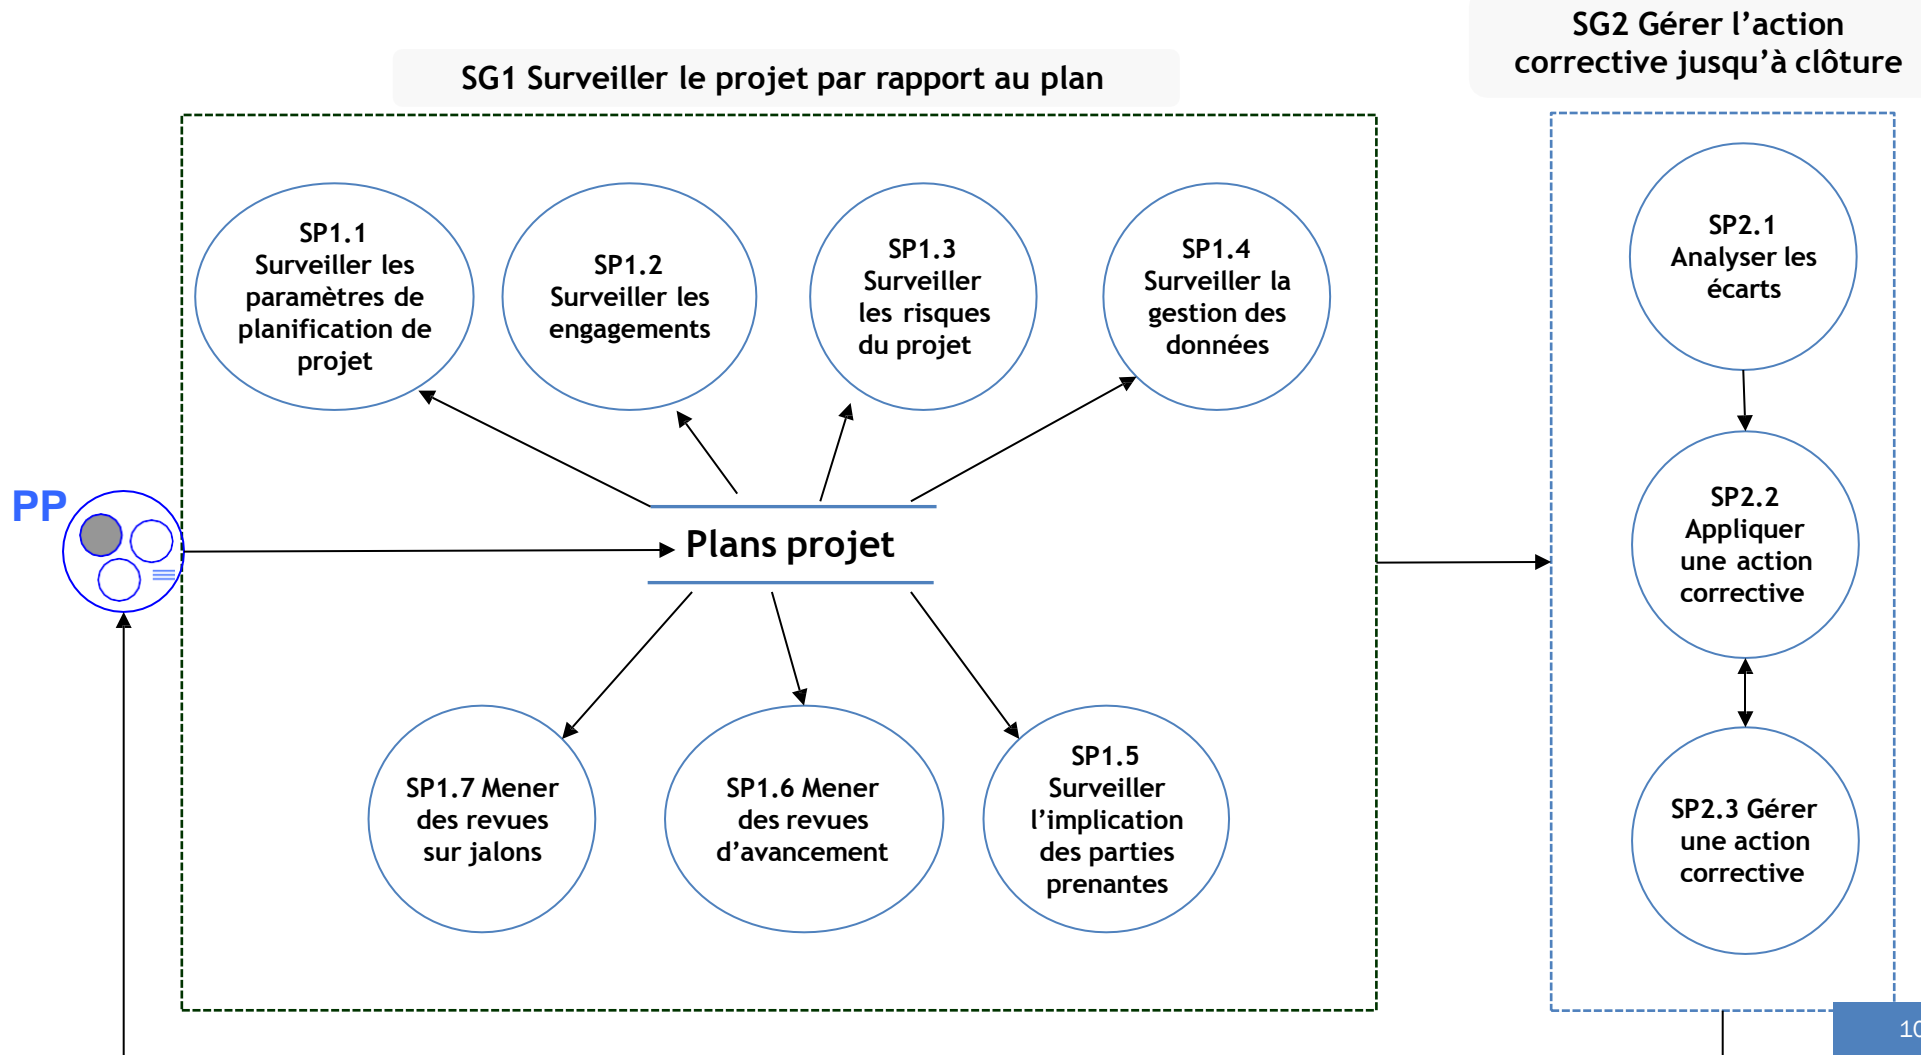 SG2 Gérer l’action
corrective jusqu’à clôture
SG1 Surveiller le projet par rapport au plan
SP1.1
Surveiller les
paramètres de
planification de
projet
SP1.2
Surveiller les
engagements
SP1.3
Surveiller
les risques
du projet
SP1.4
Surveiller la
gestion des
données
SP2.1
Analyser les
écarts
PP
Plans projet
SP2.2
Appliquer
une action
corrective
SP1.7 Mener
des revues
sur jalons
SP1.6 Mener
des revues
d’avancement
SP1.5
Surveiller
l’implication
des parties
prenantes
SP2.3 Gérer
une action
corrective
10